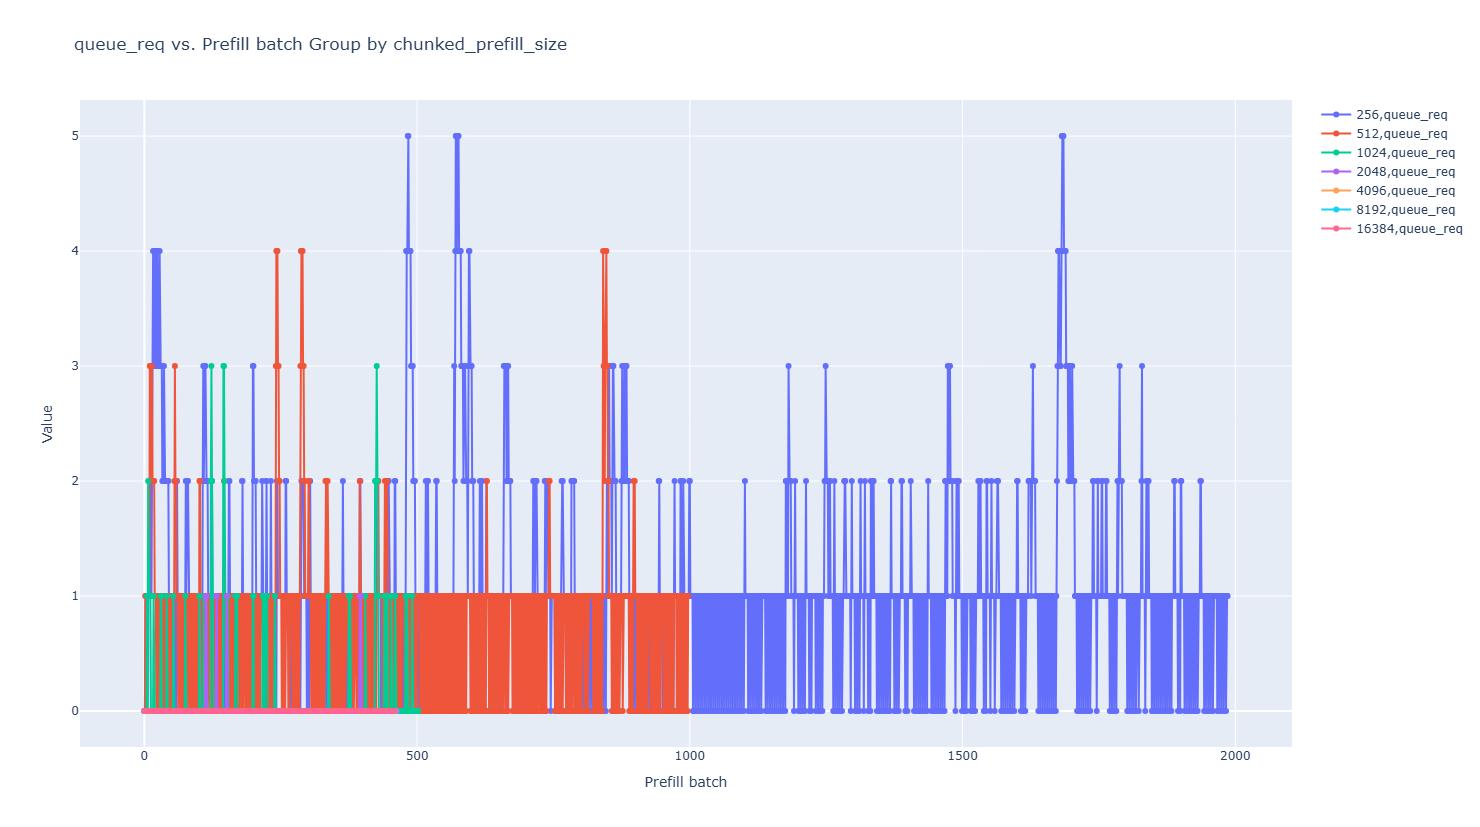 queue_req vs. Prefill batch Group by chunked_prefill_size
256,queue_req
512,queue_req
1024,queue_req
2048,queue_req
4096,queue_req
8192,queue_req
16384,queue_req
5
4
3
2
1
0
Value
0 500 1000 1500 2000
Prefill batch